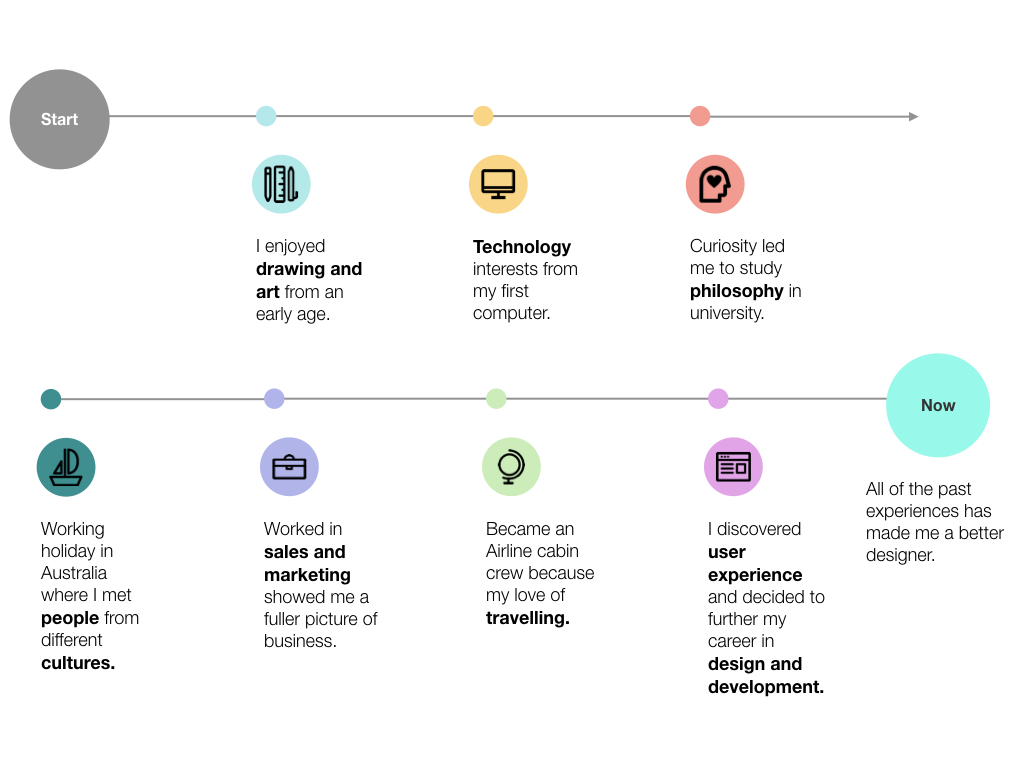 Start
I enjoyed
drawing and
art from an
early age.
Technology
interests from
my first
computer.
Curiosity led
me to study
philosophy in
university.
Now
Working
holiday in
Australia
where I met
people from
different
cultures.
Worked in
sales and
marketing
showed me a
fuller picture of
business.
Became an
Airline cabin
crew because
my love of
travelling.
I discovered
user
experience
and decided to
further my
career in
design and
development.
All of the past
experiences has
made me a better
designer.